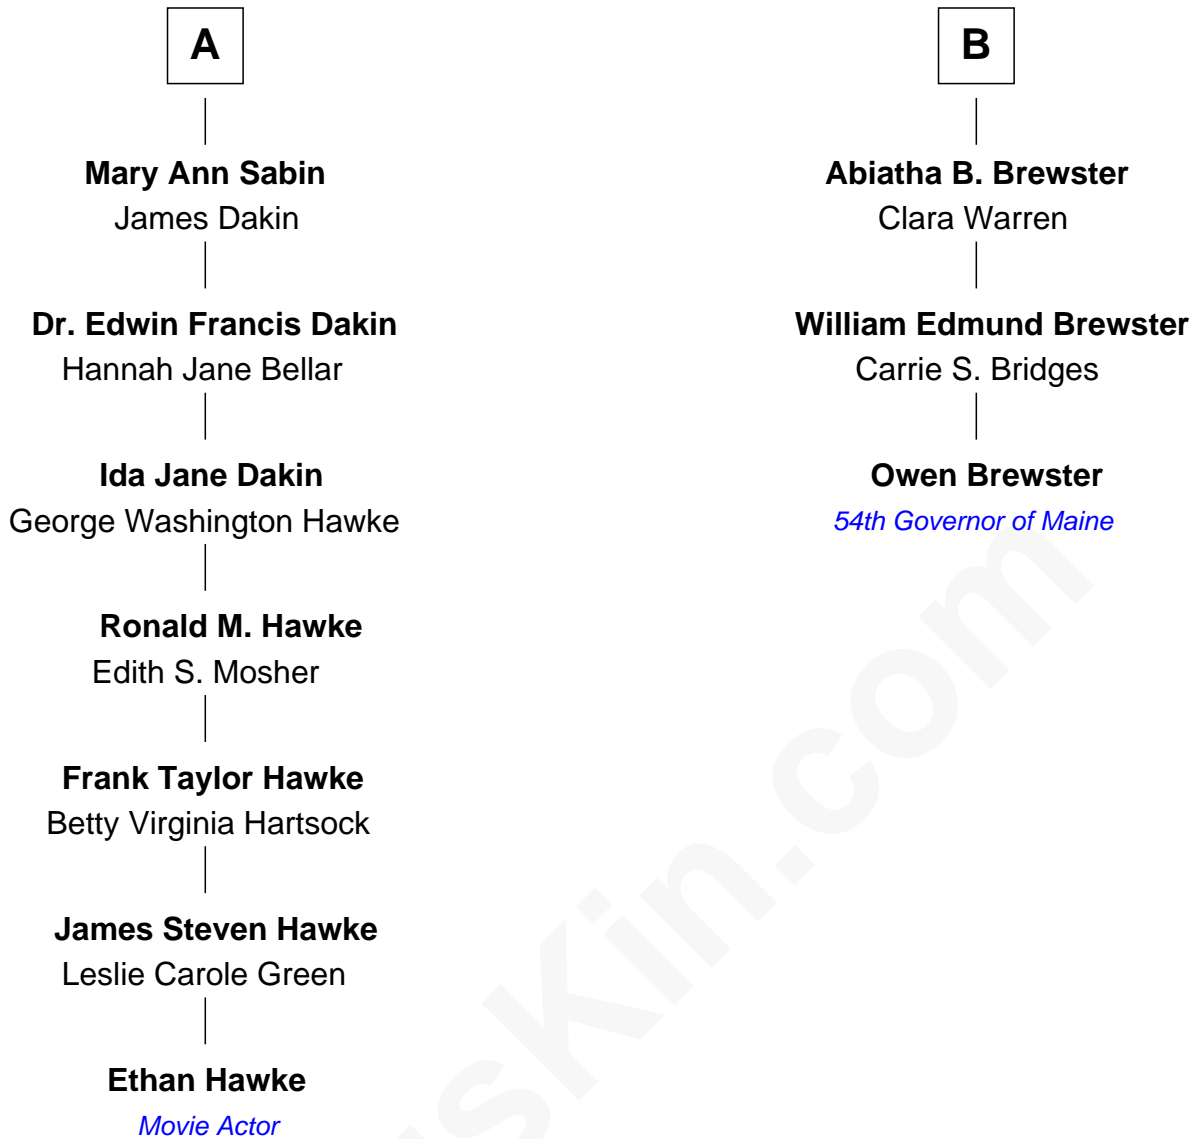 A
Mary Ann Sabin
James Dakin
Dr. Edwin Francis Dakin
Hannah Jane Bellar
Ida Jane Dakin
George Washington Hawke
Ronald M. Hawke
Edith S. Mosher
Frank Taylor Hawke
Betty Virginia Hartsock
James Steven Hawke
Leslie Carole Green
Ethan Hawke
Movie Actor
B
Abiatha B. Brewster
Clara Warren
William Edmund Brewster
Carrie S. Bridges
Owen Brewster
54th Governor of Maine
sKin.com